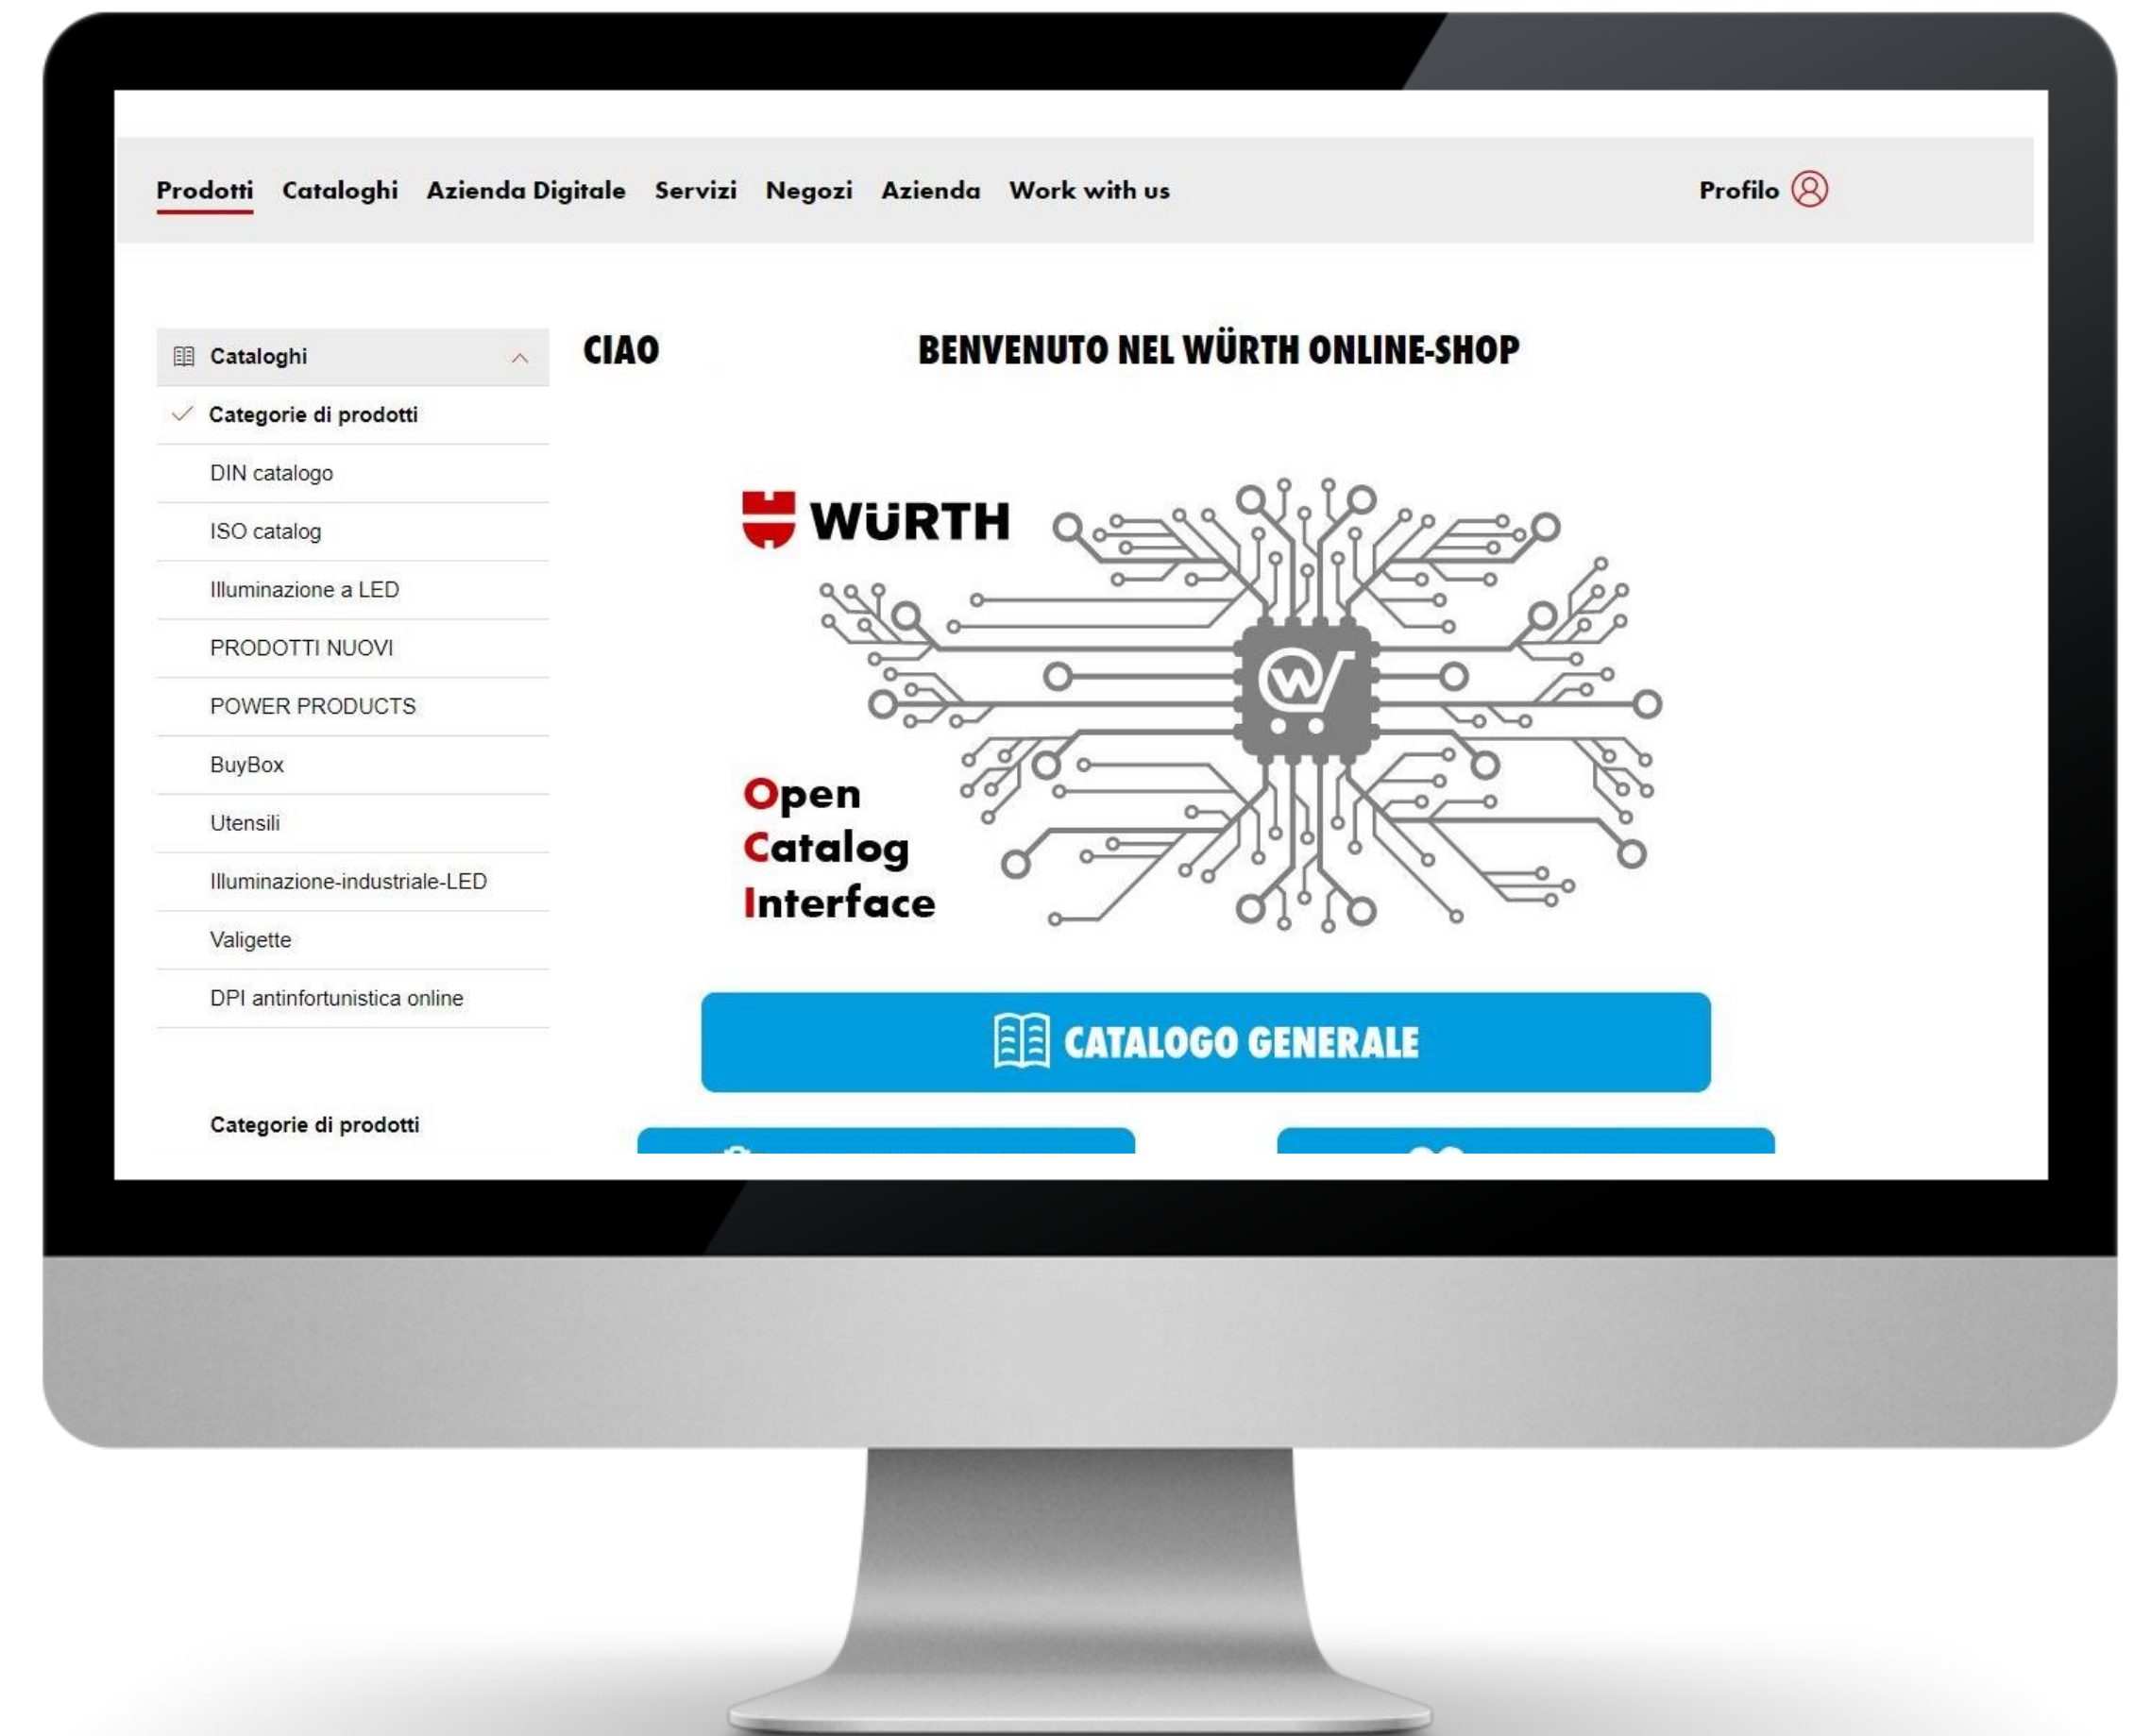 Prodotti Cataloghi Azienda Digitale Servizi Negozi Azienda Work with us Profilo
Cataloghi
Categorie di prodotti
DIN catalogo
ISO catalog
Illuminazione a LED
PRODOTTI NUOVI
POWER PRODUCTS
BuyBox
Utensili
Illuminazione-industriale-LED
Valigette
DPI antinfortunistica online
Categorie di prodotti
CIAO BENVENUTO NEL WÜRTH ONLINE-SHOP
WÜRTH
W
Open
Catalog
Interface
CATALOGO GENERALE